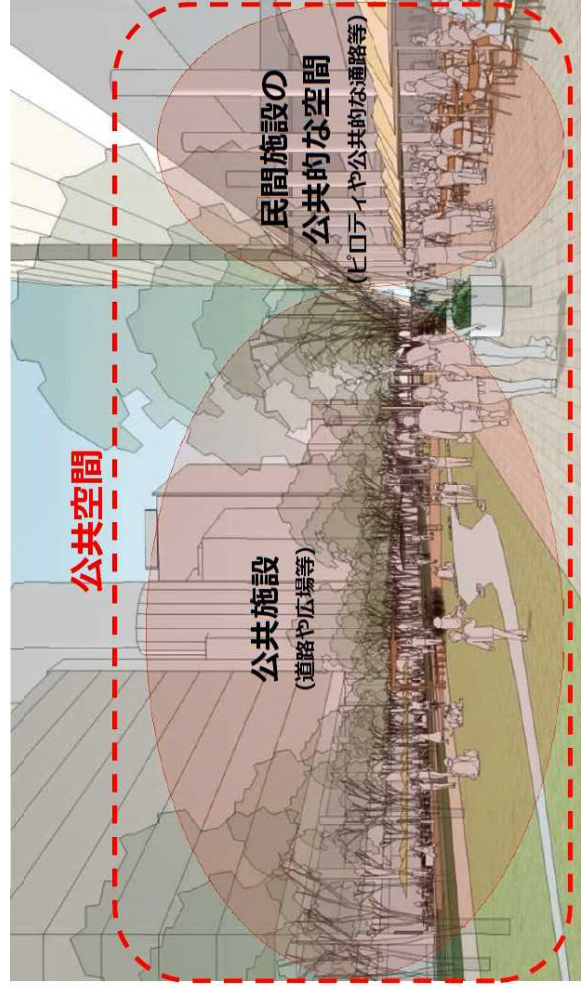 公共空間
公共施設
(道路や広場等)
民間施設の
公共的な空間
(ピロティや公共的な通路等)